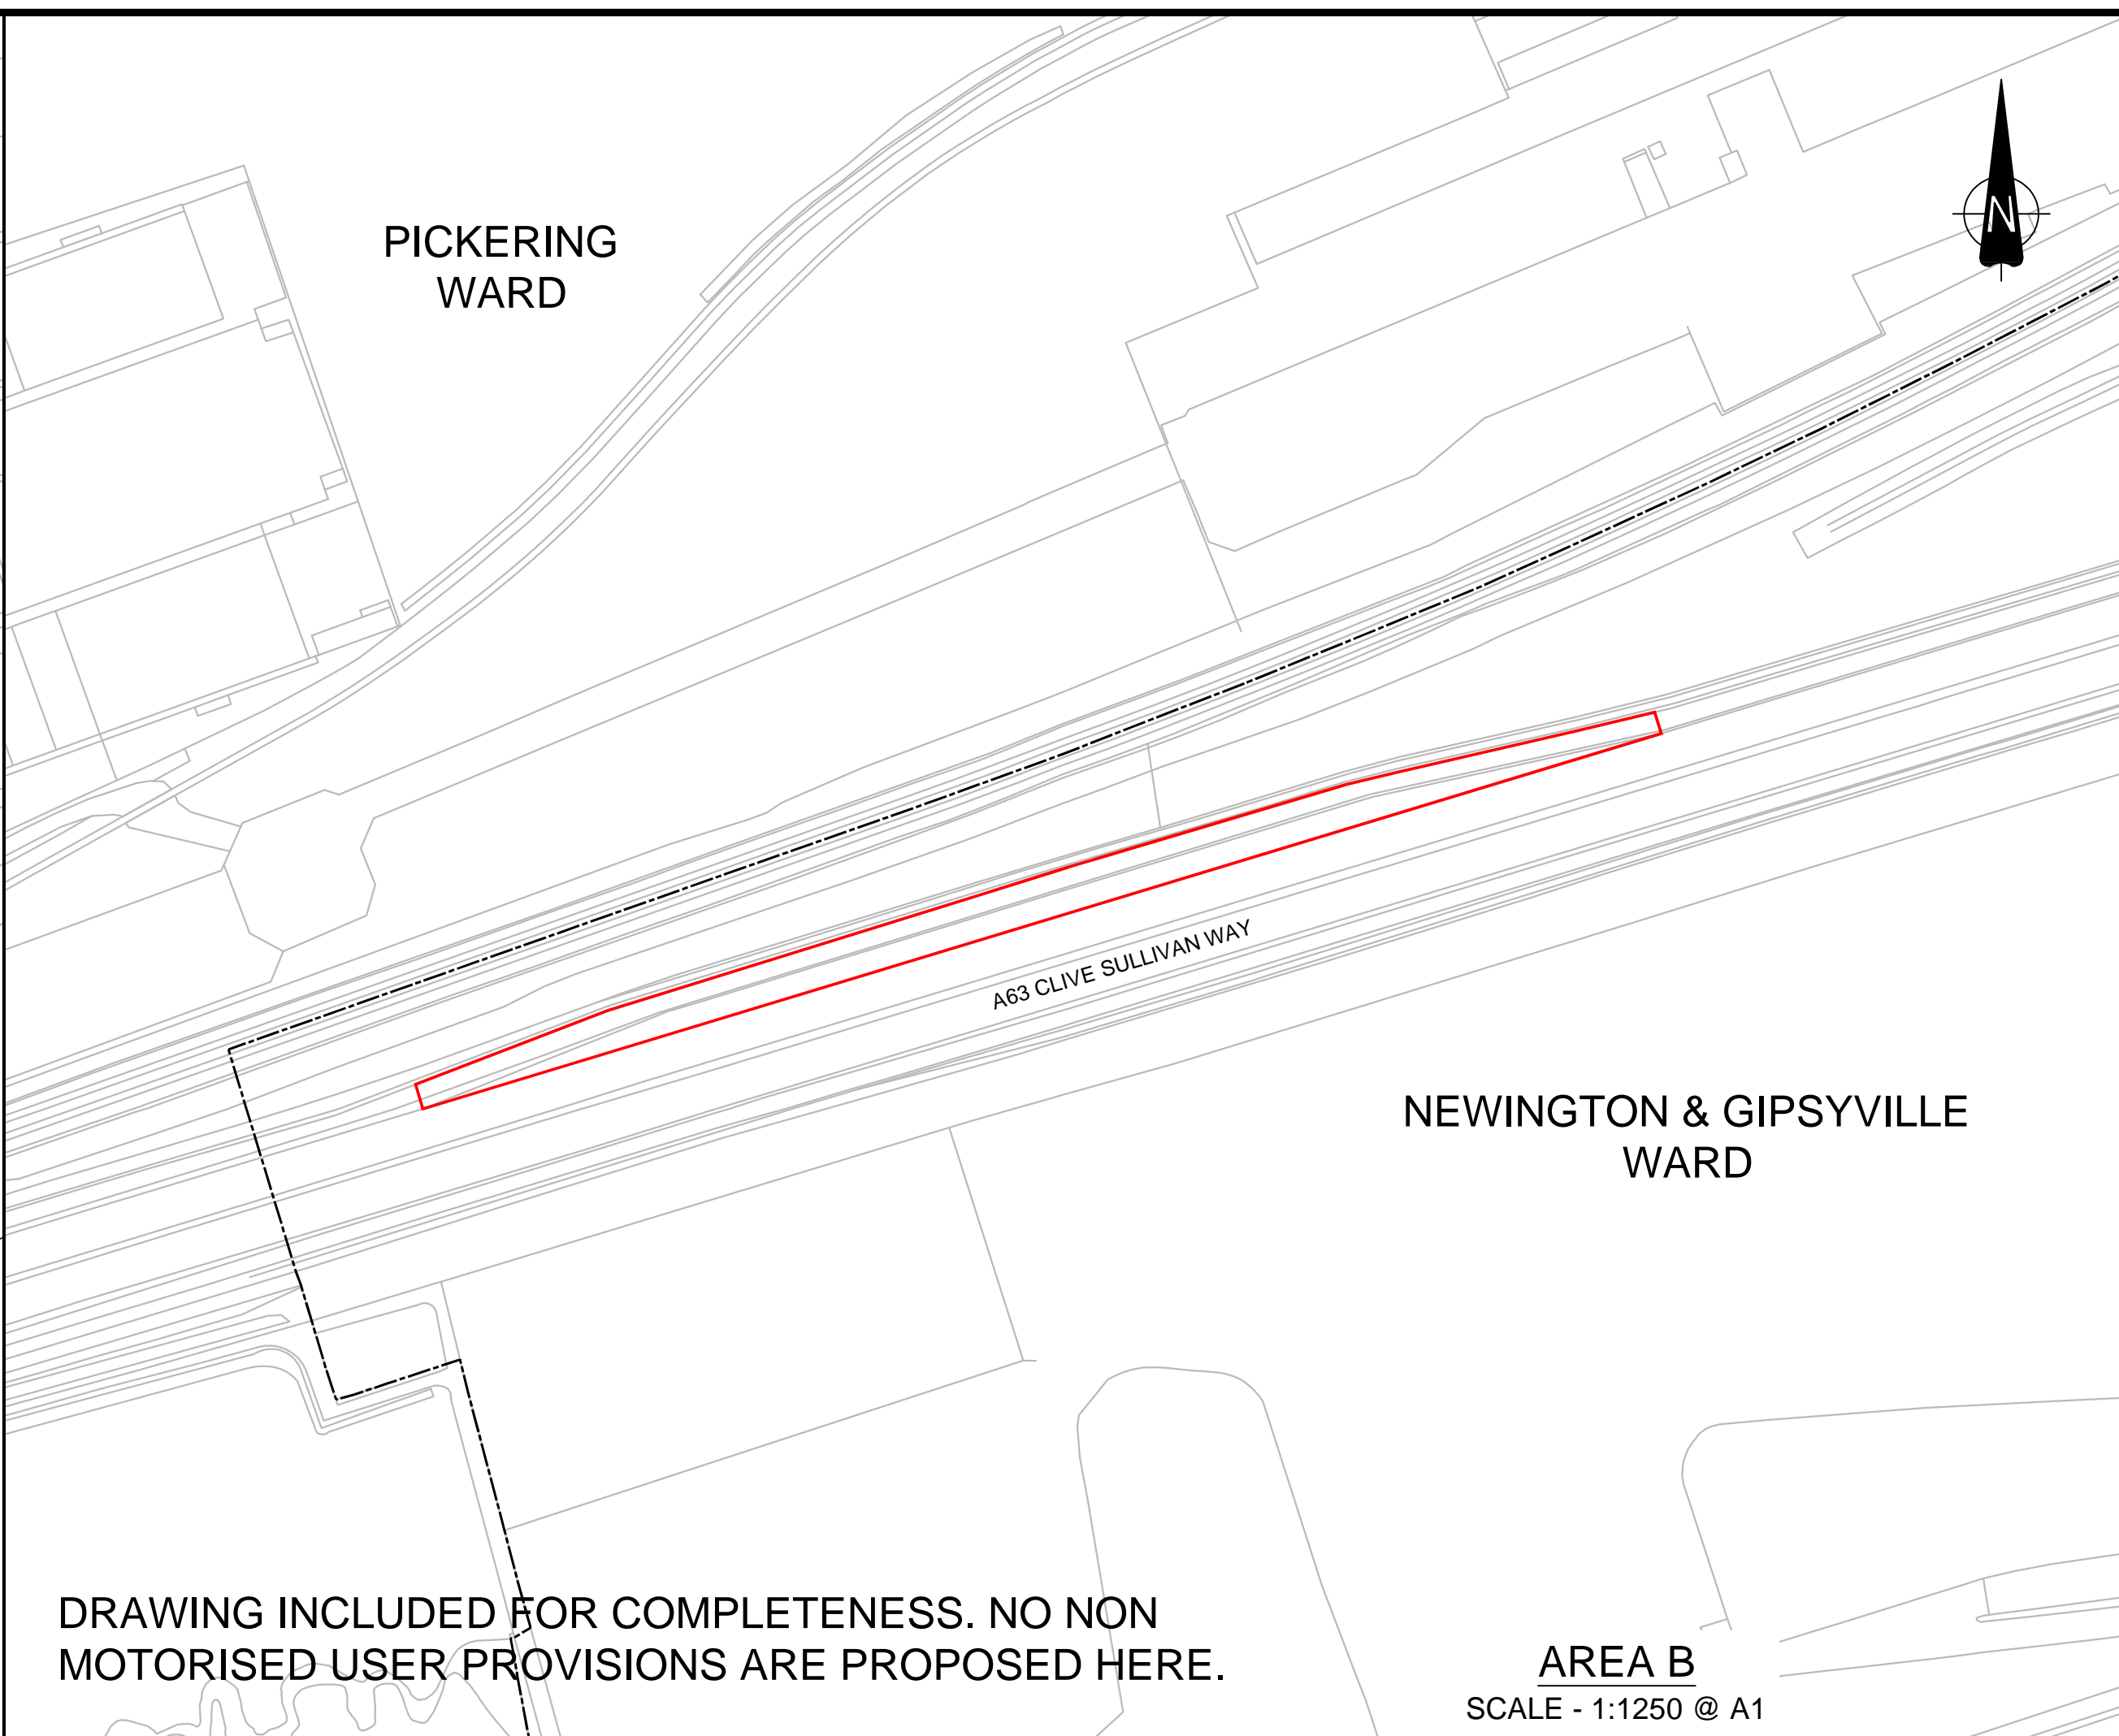 PICKERING
WARD
N
A63 CLIVE SULLIVAN WAY
NEWINGTON & GIPSYVILLE
WARD
DRAWING INCLUDED FOR COMPLETENESS. NO NON
MOTORISED USER PROVISIONS ARE PROPOSED HERE.
AREA B
SCALE - 1:1250 @ A1